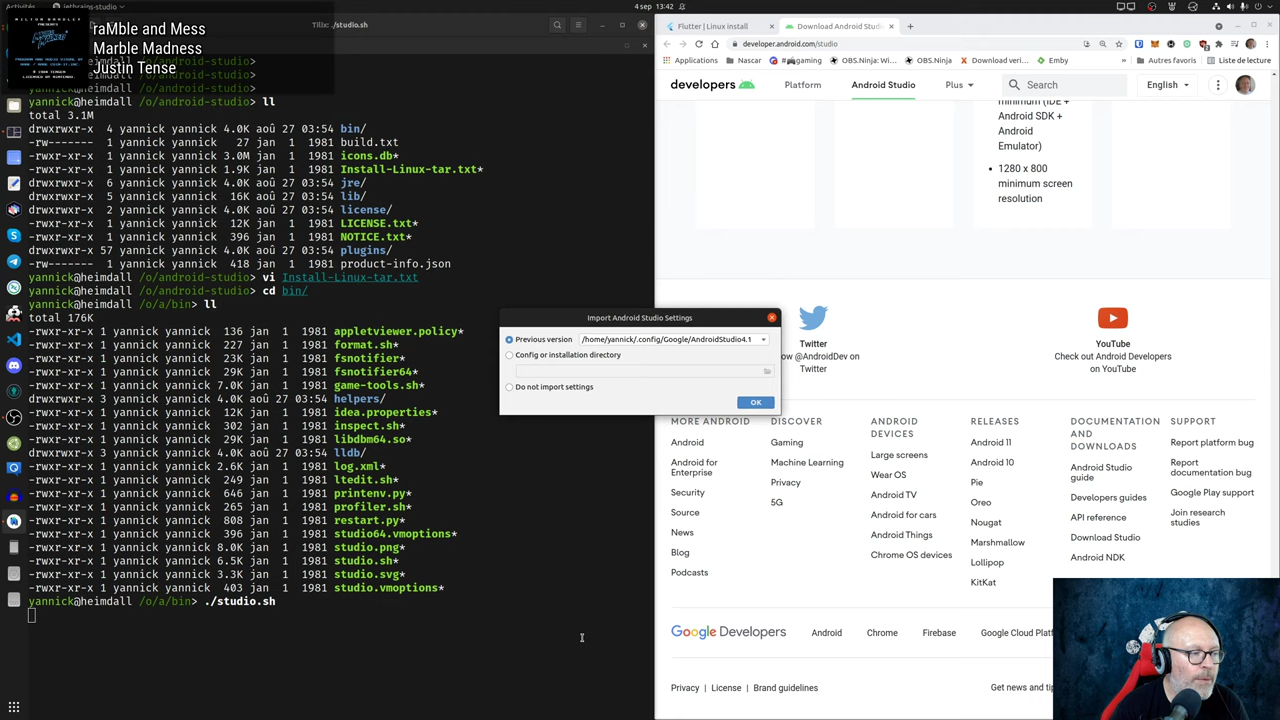 Activités
jetbrains-studio
4 sep 13:42
MILTON BRADLEY
PRESENTS
raMble and Mess
Marble Madness
Justin Tense
Tilix: ./studio.sh
yannick@heimdall /o/android-studio>
yannick@heimdall /o/android-studio> ll
total 3.1M
drwxrwxr-x 4 yannick yannick 4.0K aoû 27 03:54 bin/
-rw------- 1 yannick yannick 27 jan 1 1981 build.txt
-rwxr-xr-x 1 yannick yannick 3.0M jan 1 1981 icons.db*
-rwxr-xr-x 1 yannick yannick 1.9K jan 1 1981 Install-Linux-tar.txt*
drwxrwxr-x 6 yannick yannick 4.0K aoû 27 03:54 jre/
drwxrwxr-x 5 yannick yannick 16K aoû 27 03:54 lib/
drwxrwxr-x 2 yannick yannick 4.0K aoû 27 03:54 license/
-rwxr-xr-x 1 yannick yannick 12K jan 1 1981 LICENSE.txt*
-rwxr-xr-x 1 yannick yannick 396 jan 1 1981 NOTICE.txt*
drwxrwxr-x 57 yannick yannick 4.0K aoû 27 03:54 plugins/
-rw------- 1 yannick yannick 418 jan 1 1981 product-info.json
yannick@heimdall /o/android-studio> vi Install-Linux-tar.txt
yannick@heimdall /o/android-studio> cd bin/
yannick@heimdall /o/a/bin> ll
total 176K
-rwxr-xr-x 1 yannick yannick 136 jan 1 1981 appletviewer.policy*
-rwxr-xr-x 1 yannick yannick 227 jan 1 1981 format.sh*
-rwxr-xr-x 1 yannick yannick 23K jan 1 1981 fsnotifier*
-rwxr-xr-x 1 yannick yannick 29K jan 1 1981 fsnotifier64*
-rwxr-xr-x 1 yannick yannick 7.0K jan 1 1981 game-tools.sh*
drwxrwxr-x 3 yannick yannick 4.0K aoû 27 03:54 helpers/
-rwxr-xr-x 1 yannick yannick 12K jan 1 1981 idea.properties*
-rwxr-xr-x 1 yannick yannick 302 jan 1 1981 inspect.sh*
-rwxr-xr-x 1 yannick yannick 29K jan 1 1981 libdbm64.so*
drwxrwxr-x 3 yannick yannick 4.0K aoû 27 03:54 lldb/
-rwxr-xr-x 1 yannick yannick 2.6K jan 1 1981 log.xml*
-rwxr-xr-x 1 yannick yannick 249 jan 1 1981 ltedit.sh*
-rwxr-xr-x 1 yannick yannick 646 jan 1 1981 printenv.py*
-rwxr-xr-x 1 yannick yannick 265 jan 1 1981 profiler.sh*
-rwxr-xr-x 1 yannick yannick 808 jan 1 1981 restart.py*
-rwxr-xr-x 1 yannick yannick 396 jan 1 1981 studio64.vmoptions*
-rwxr-xr-x 1 yannick yannick 8.0K jan 1 1981 studio.png*
-rwxr-xr-x 1 yannick yannick 6.5K jan 1 1981 studio.sh*
-rwxr-xr-x 1 yannick yannick 3.3K jan 1 1981 studio.svg*
-rwxr-xr-x 1 yannick yannick 403 jan 1 1981 studio.vmoptions*
yannick@heimdall /o/a/bin> ./studio.sh
Import Android Studio Settings
Previous version /home/yannick/.config/Google/AndroidStudio4.1
Config or installation directory
Do not import settings
OK
Flutter | Linux install
Download Android Studio
developer.android.com/studio
Applications Nascar OBS.Ninja: Wi... OBS.Ninja Download veri... Emby » Autres favoris Liste de lecture
developers Platform Android Studio Plus Search English
minimum (IDE +
Android SDK +
Android
Emulator)
1280 x 800
minimum screen
resolution
Twitter
ow @AndroidDev on
Twitter
YouTube
Check out Android Developers
on YouTube
MORE ANDROID
Android
Android for
Enterprise
Security
Source
News
Blog
Podcasts
DISCOVER
Gaming
Machine Learning
Privacy
5G
ANDROID
DEVICES
Large screens
Wear OS
Android TV
Android for cars
Android Things
Chrome OS devices
RELEASES
Android 11
Android 10
Pie
Oreo
Nougat
Marshmallow
Lollipop
KitKat
DOCUMENTATION
AND
DOWNLOADS
Android Studio
guide
Developers guides
API reference
Download Studio
Android NDK
SUPPORT
Report platform bug
Report
documentation bug
Google Play support
Join research
studies
Google Developers Android Chrome Firebase Google Cloud Platf
Privacy | License | Brand guidelines
Get news and tip